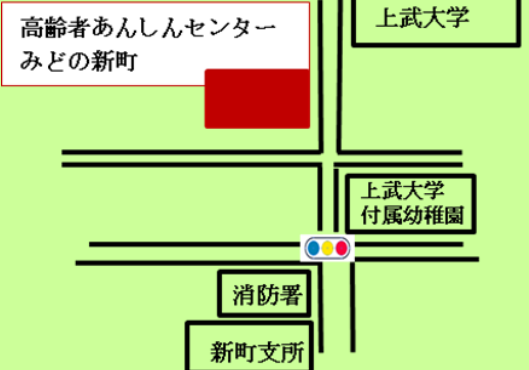 高齢者あんしんセンター
みどの新町
上武大学
上武大学
付属幼稚園
消防署
新町支所